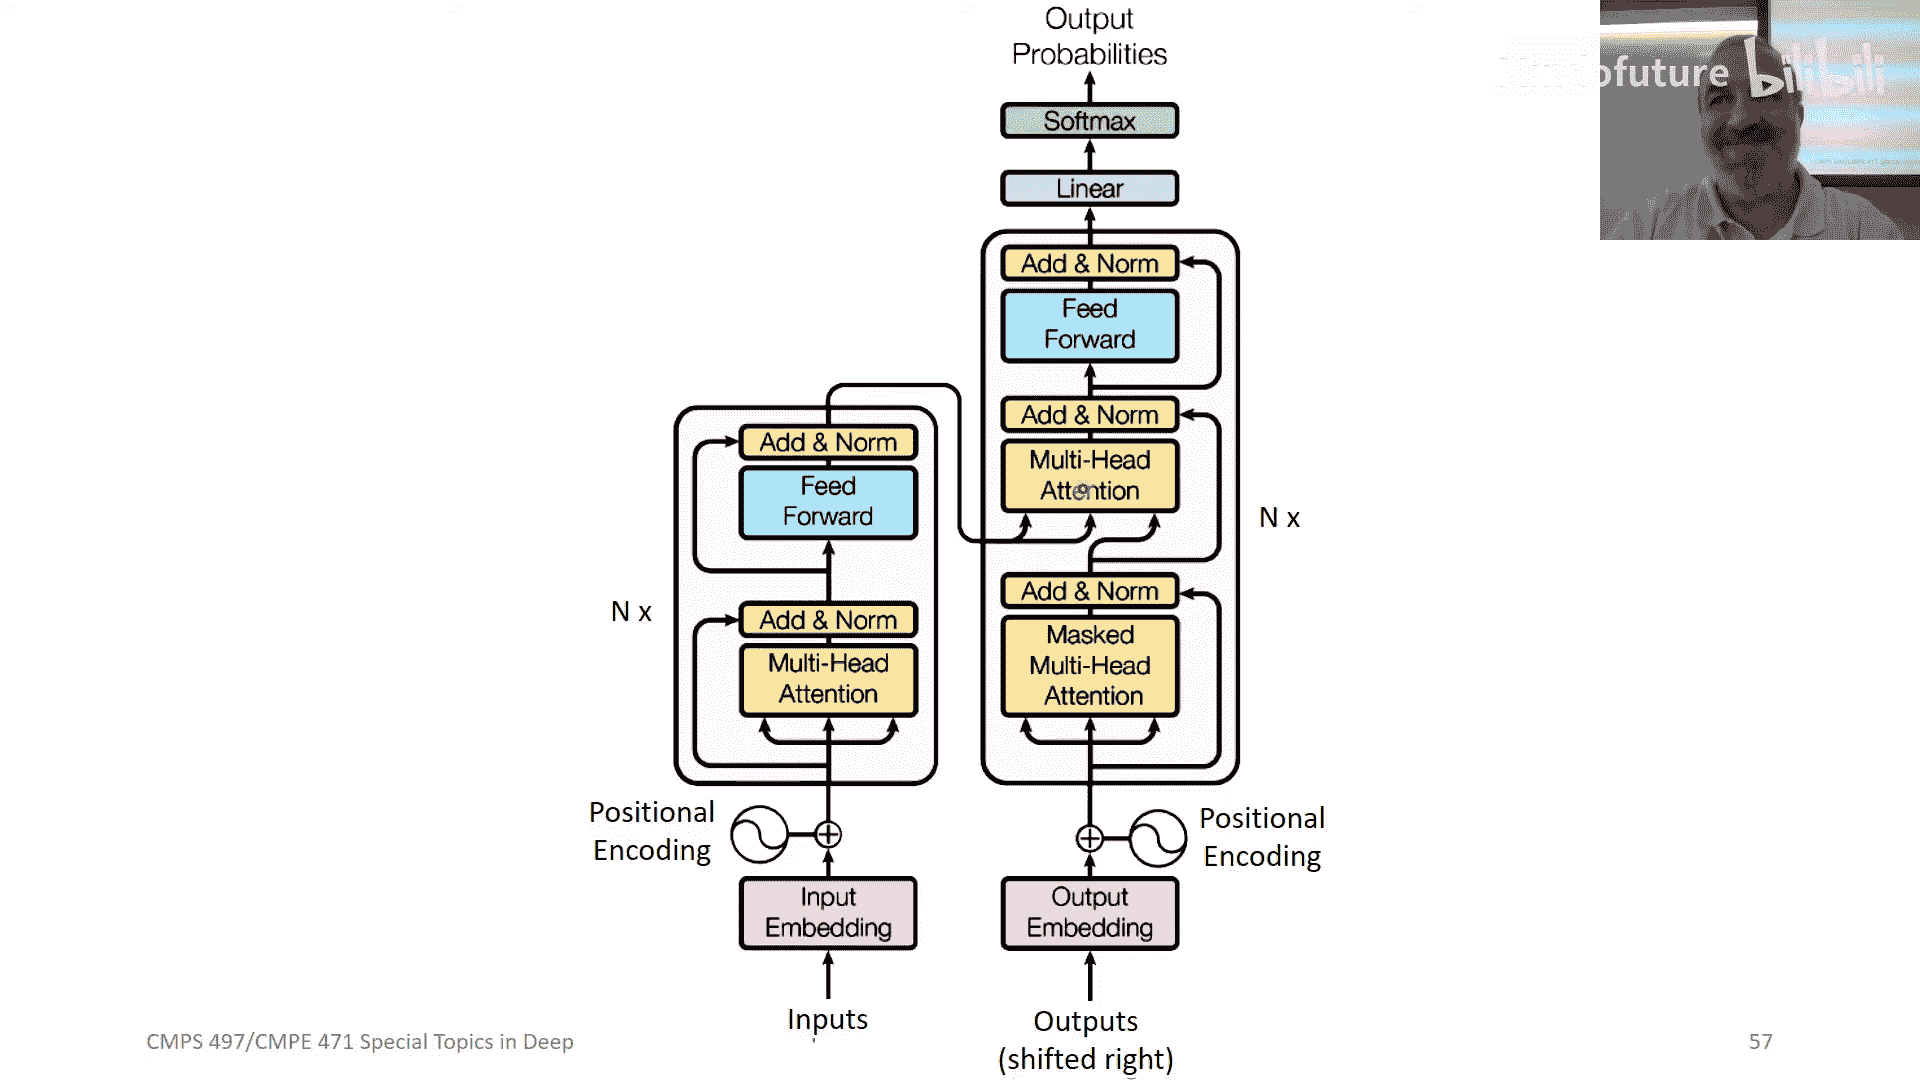 Output
Probabilities
Softmax
Linear
Add & Norm
Feed
Forward
Add & Norm
Multi-Head
Attention
N x
Add & Norm
Masked
Multi-Head
Attention
Add & Norm
Feed
Forward
N x
Add & Norm
Multi-Head
Attention
Positional
Encoding
Positional
Encoding
Input
Embedding
Output
Embedding
Inputs
Outputs
(shifted right)
CMPS 497/CMPE 471 Special Topics in Deep
57
bilibili